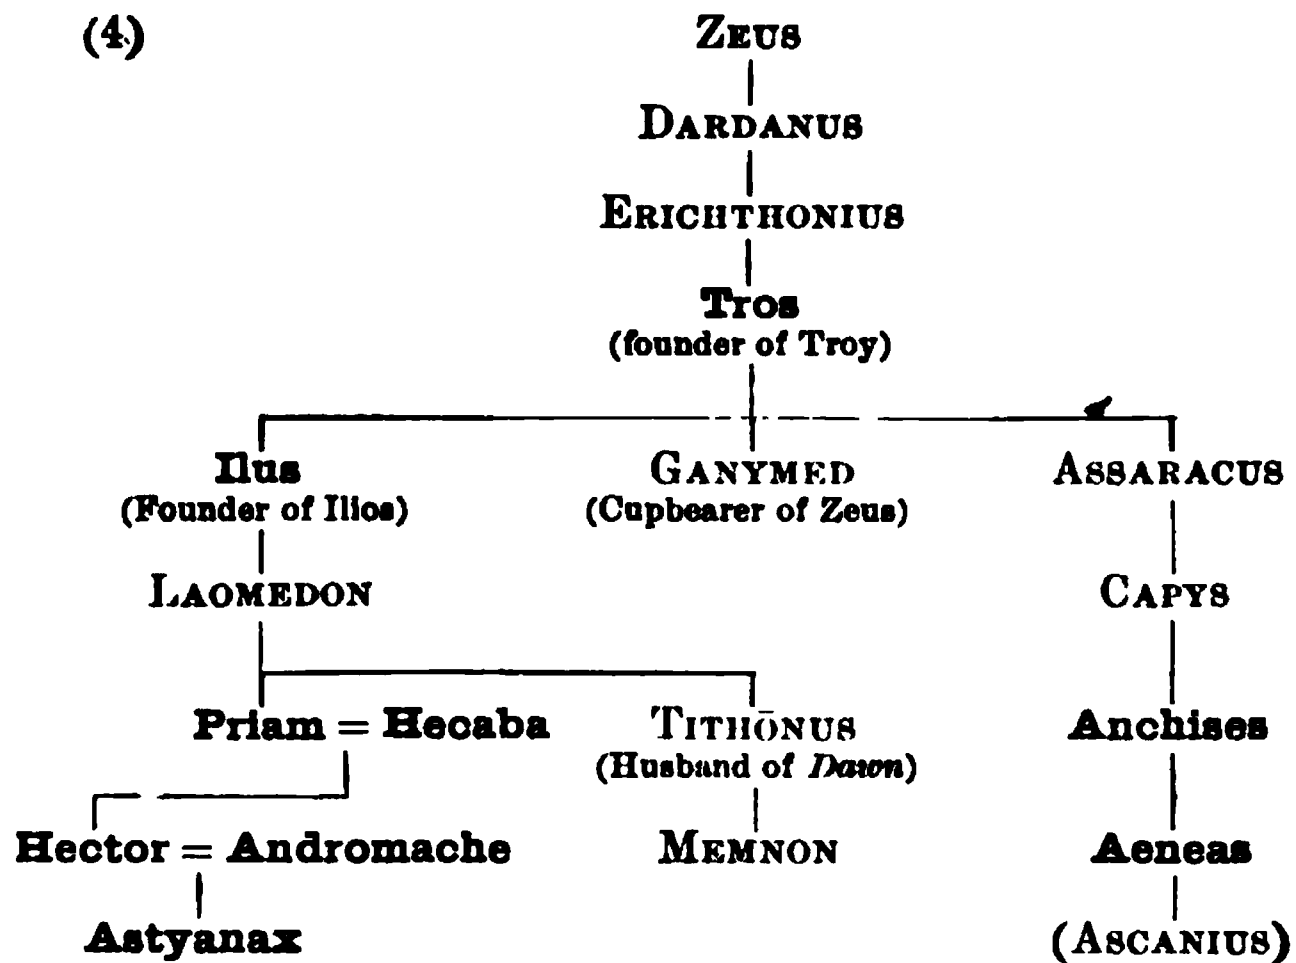 (4)
ZEUS
DARDANUS
ERICHTHONIUS
Tros
(founder of Troy)
Ilus GANYMED ASSARACUS
(Founder of Ilios) (Cupbearer of Zeus)
LAOMEDON CAPYS
Priam = Hecaba TITHŌNUS Anchises
(Husband of Dawn)
Hector = Andromache MEMNON Aeneas
Astyanax (ASCANIUS)